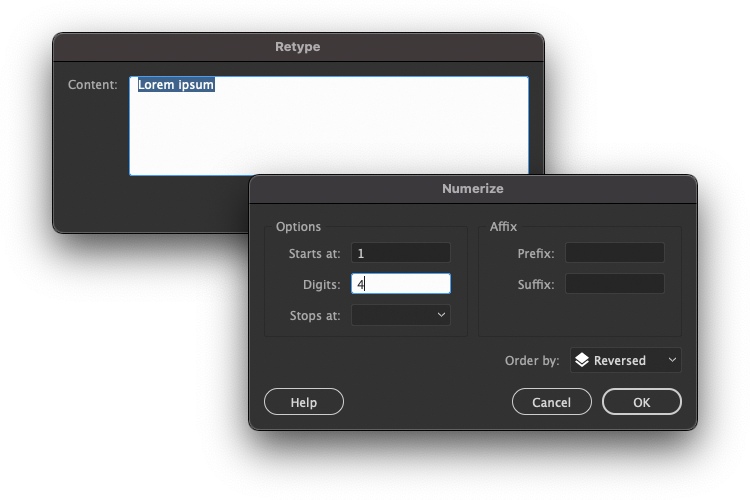 Retype
Content:
Lorem ipsum
Numerize
Options
Starts at: 1
Digits: 4
Stops at:
Affix
Prefix:
Suffix:
Order by: Reversed
Help
Cancel
OK